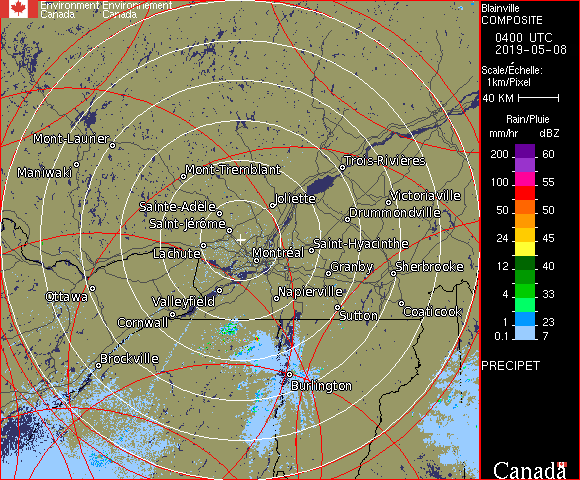 Environment Environnement
Canada Canada
Blainville
COMPOSITE
0400 UTC
2019-05-08
Scale/Échelle:
1km/Pixel
40 KM
Rain/Pluie
mm/hr dBZ
200 60
100 55
50 50
24 45
12 40
4 33
1 23
0.1 7
PRECIPET
Mont-Laurier
Maniwaki
Mont-Tremblant
Trois-Rivières
Joliette
Victoriaville
Sainte-Adele
Drummondville
Saint-Jérôme
Saint-Hyacinthe
Lachute
Montréal
Granby
Sherbrooke
Ottawa
Valleyfield
Napierville
Cornwall
Sutton
Coaticook
Brockville
Burlington
Canada